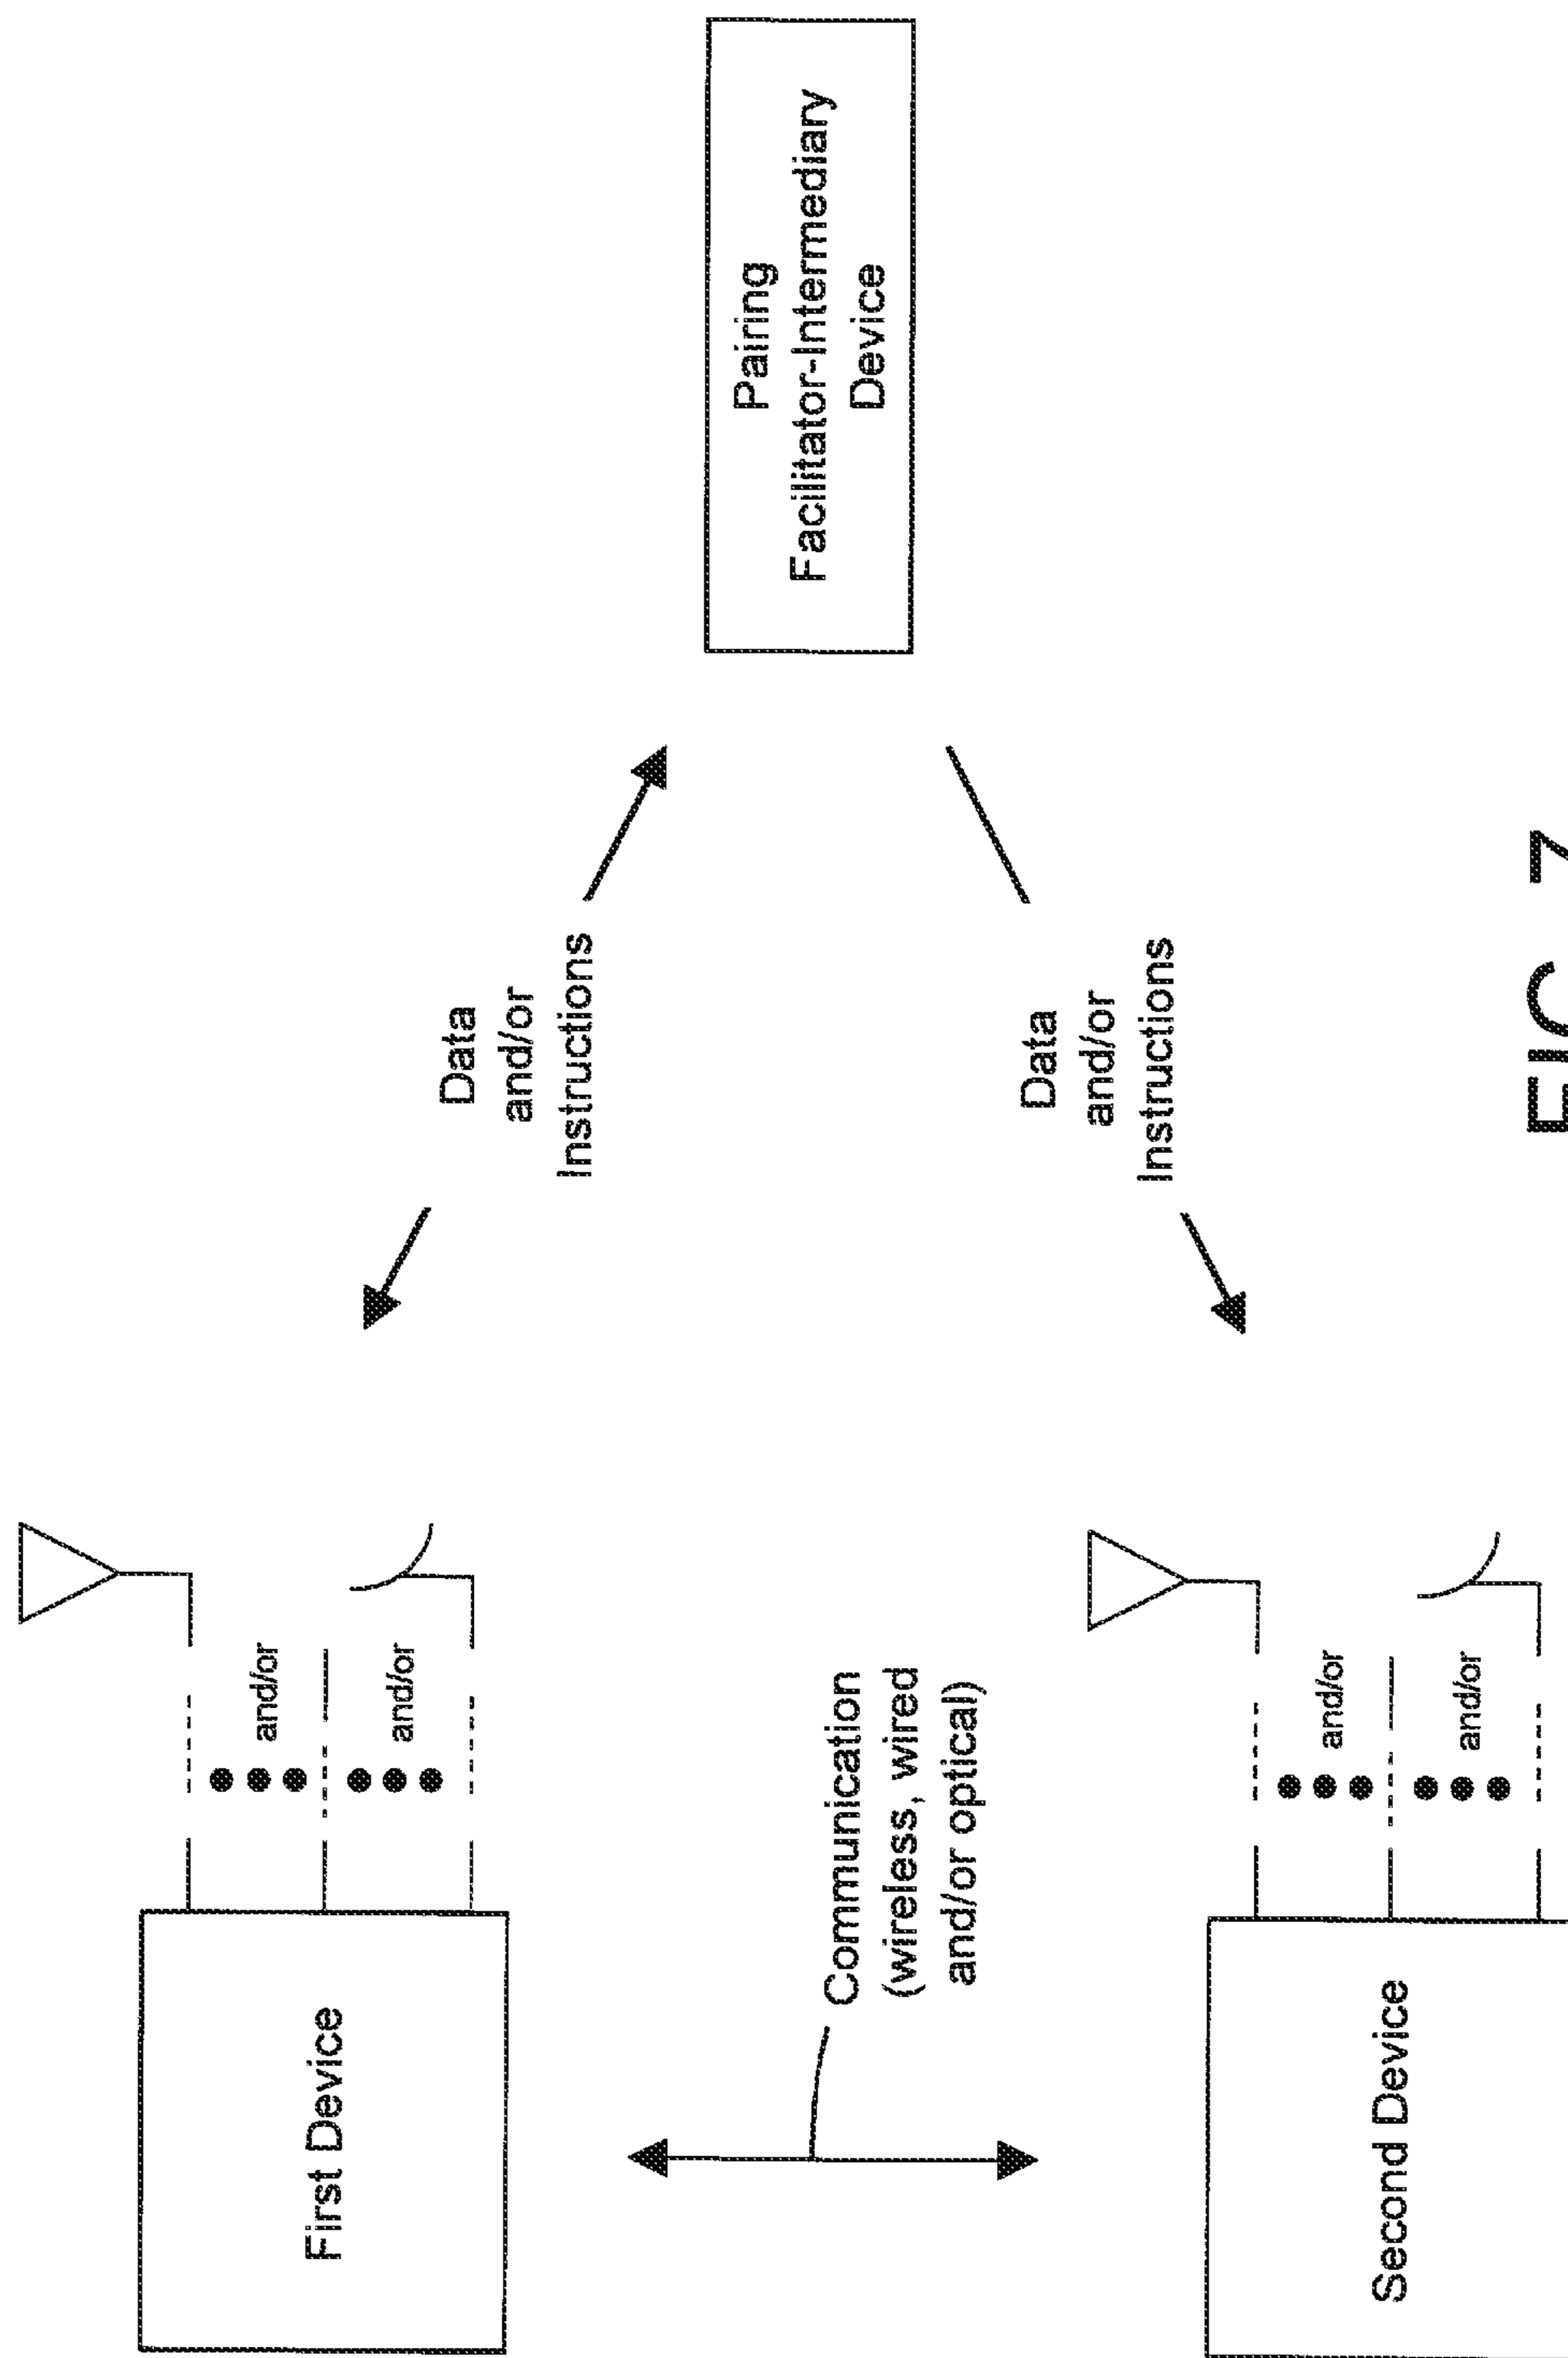 First Device
and/or
and/or
Data
and/or
Instructions
Pairing
Facilitator-Intermediary
Device
Communication
(wireless, wired
and/or optical)
Data
and/or
Instructions
Second Device
and/or
and/or
FIG. 7